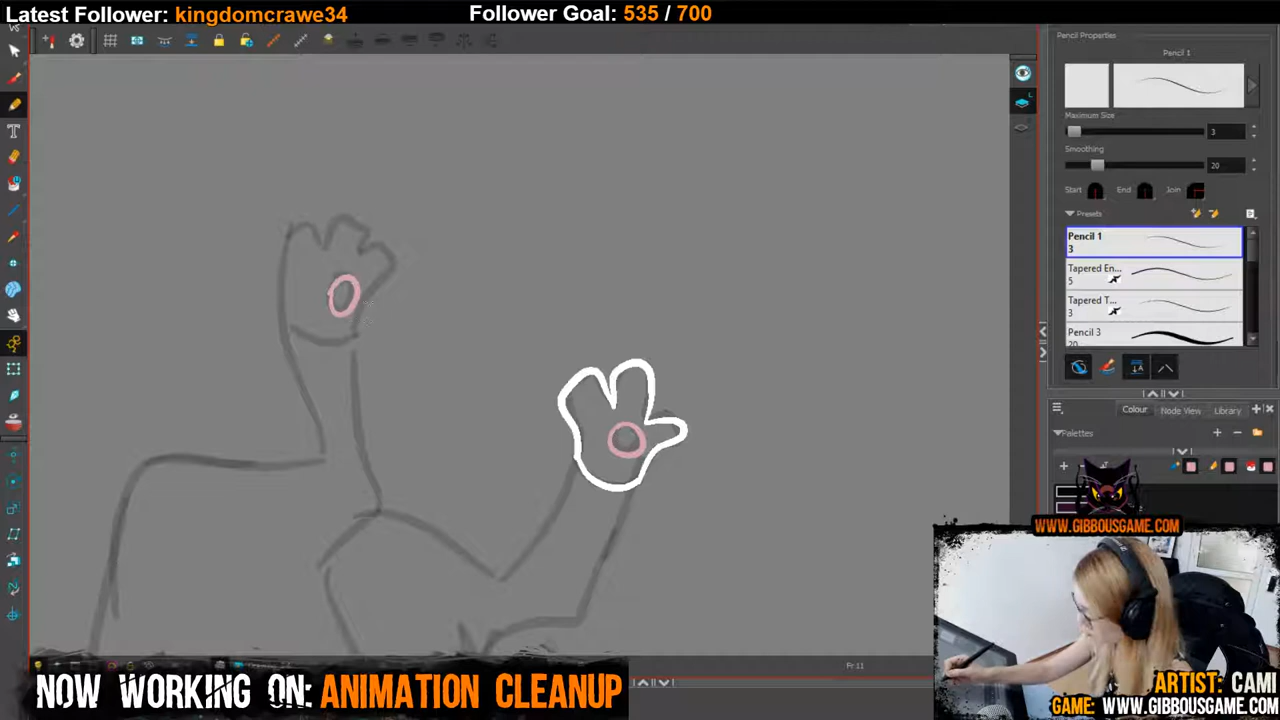 Latest Follower: kingdomcrawe34
Follower Goal: 535 / 700
Pencil Properties
Pencil 1
Maximum Size
3
Smoothing
20
Start
End
Join
Presets
Pencil 1
3
Tapered En...
5
Tapered T...
3
Pencil 3
20
Colour
Node View
Library
Palettes
WWW.GIBBOUSGAME.COM
Fr 11
NOW WORKING ON: ANIMATION CLEANUP
ARTIST: CAMI
GAME: WWW.GIBBOUSGAME.COM